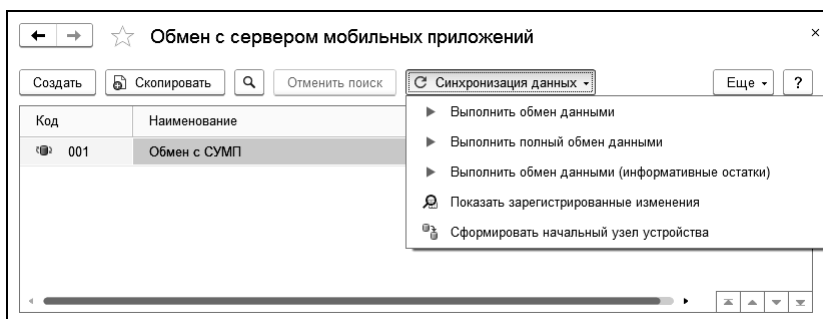 Обмен с сервером мобильных приложений
Создать Скопировать Отменить поиск Синхронизация данных Еще ?
Код Наименование
Выполнить обмен данными
Выполнить полный обмен данными
001 Обмен с СУМП
Выполнить обмен данными (информативные остатки)
Показать зарегистрированные изменения
Сформировать начальный узел устройства